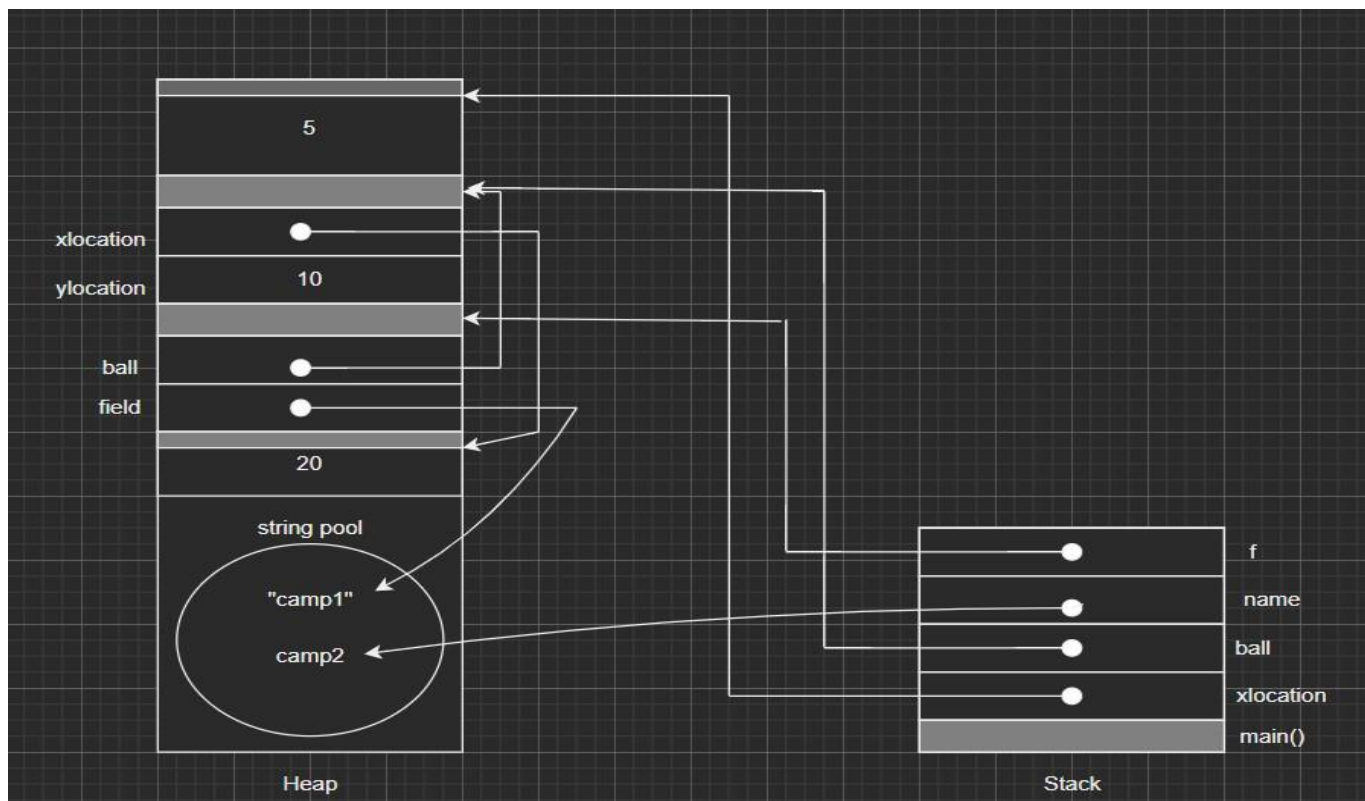 5
xlocation
10
ylocation
ball
field
20
string pool
"camp1"
camp2
Heap
f
name
ball
xlocation
main()
Stack